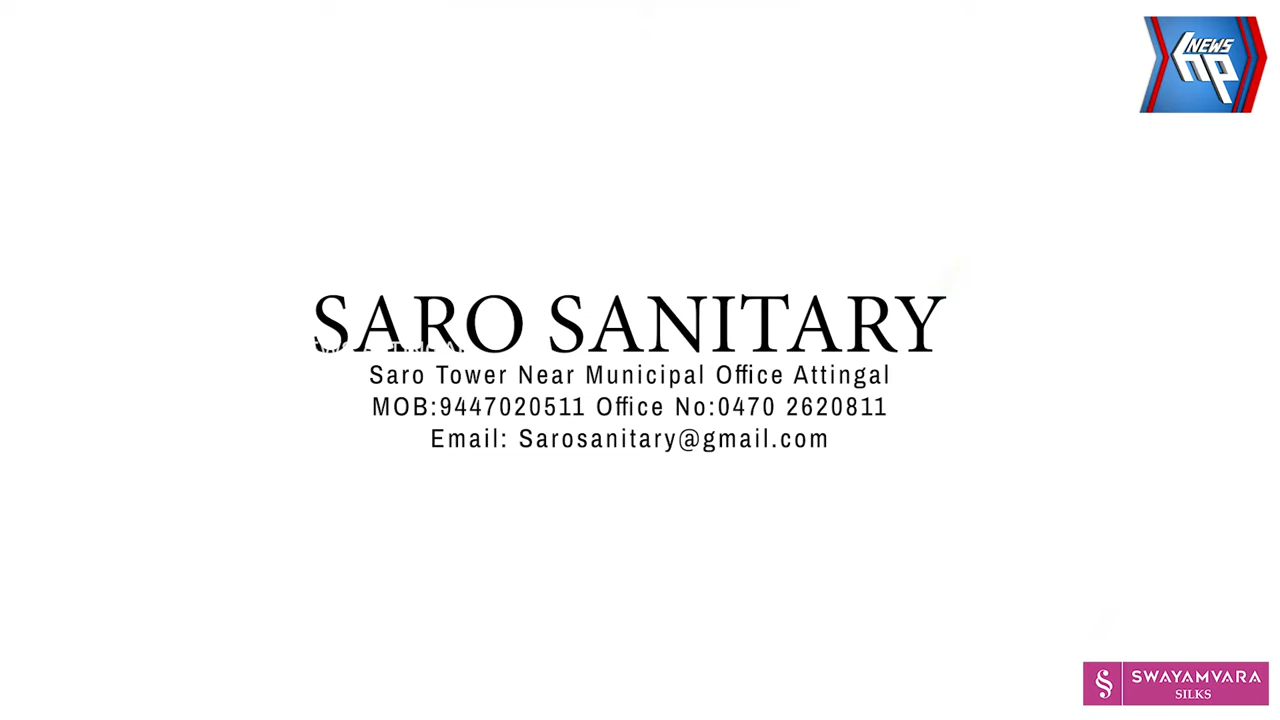 NEWS
hp
SARO SANITARY
Saro Tower Near Municipal Office Attingal
MOB:9447020511 Office No:0470 2620811
Email: Sarosanitary@gmail.com
SWAYAMVARA
SILKS